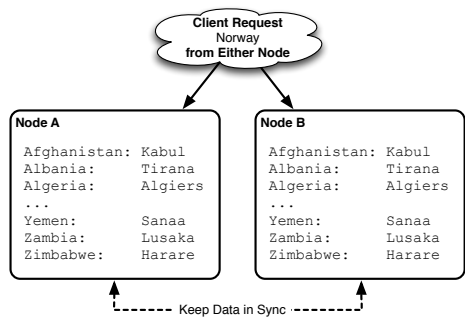 Client Request
Norway
from Either Node
Node A
Afghanistan: Kabul
Albania: Tirana
Algeria: Algiers
...
Yemen: Sanaa
Zambia: Lusaka
Zimbabwe: Harare
Node B
Afghanistan: Kabul
Albania: Tirana
Algeria: Algiers
...
Yemen: Sanaa
Zambia: Lusaka
Zimbabwe: Harare
Keep Data in Sync